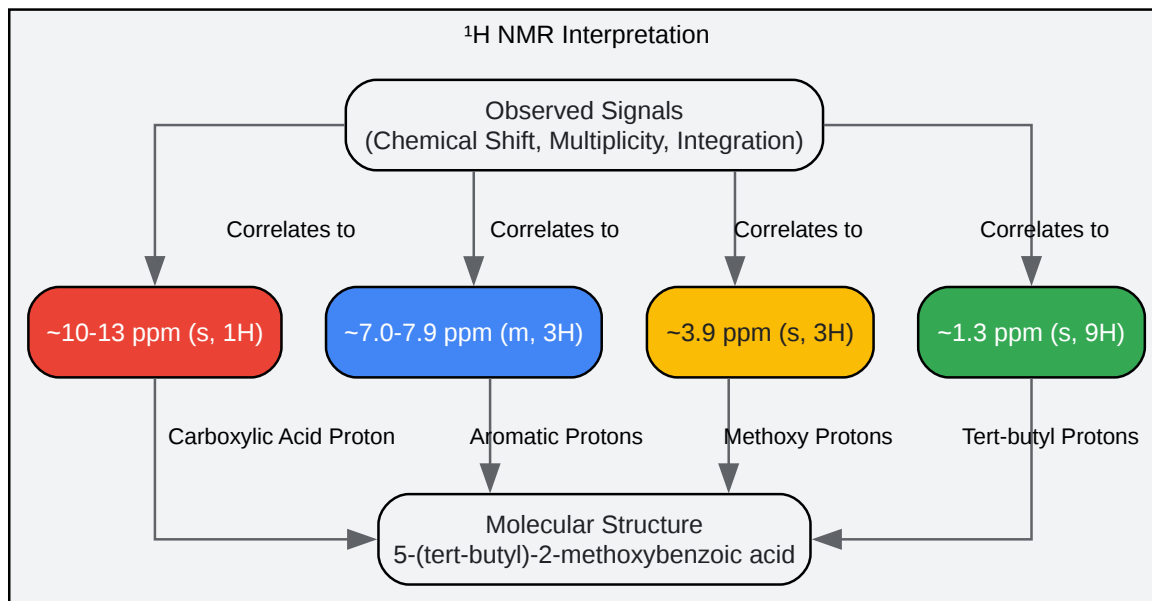 ¹H NMR Interpretation
Observed Signals
(Chemical Shift, Multiplicity, Integration)
Correlates to
Correlates to
Correlates to
Correlates to
~10-13 ppm (s, 1H)
~7.0-7.9 ppm (m, 3H)
~3.9 ppm (s, 3H)
~1.3 ppm (s, 9H)
Carboxylic Acid Proton
Aromatic Protons
Methoxy Protons
Tert-butyl Protons
Molecular Structure
5-(tert-butyl)-2-methoxybenzoic acid